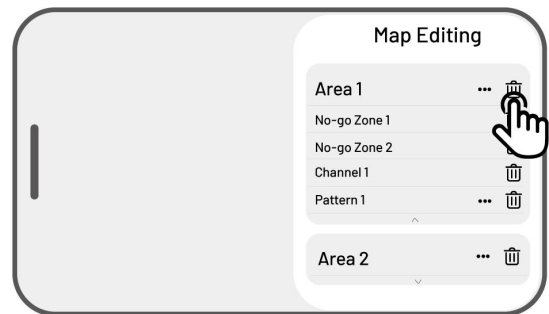 Map Editing
Area 1
No-go Zone 1
No-go Zone 2
Channel 1
Pattern 1
Area 2